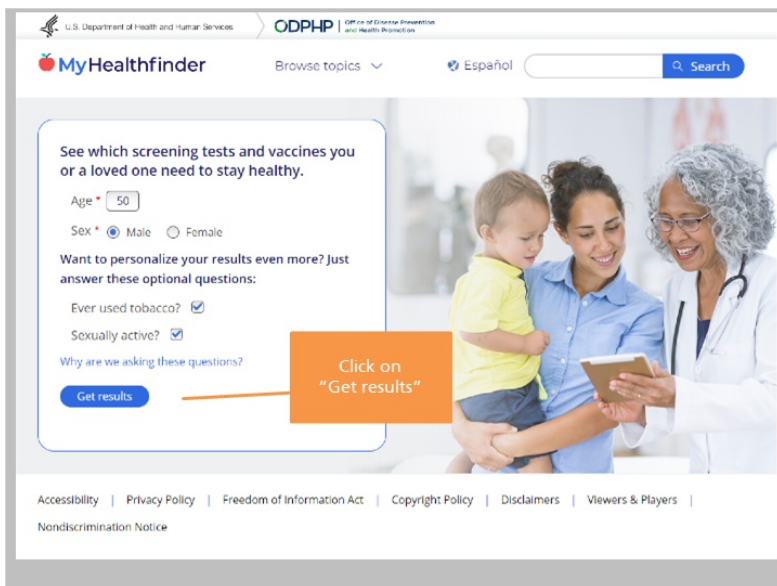 U.S. Department of Health and Human Services
ODPHP
Office of Disease Prevention
and Health Promotion
MyHealthfinder
Browse topics
Español
Search
See which screening tests and vaccines you
or a loved one need to stay healthy.
Age * 50
Sex * Male Female
Want to personalize your results even more? Just
answer these optional questions:
Ever used tobacco?
Sexually active?
Why are we asking these questions?
Get results
Click on
"Get results"
Accessibility | Privacy Policy | Freedom of Information Act | Copyright Policy | Disclaimers | Viewers & Players |
Nondiscrimination Notice